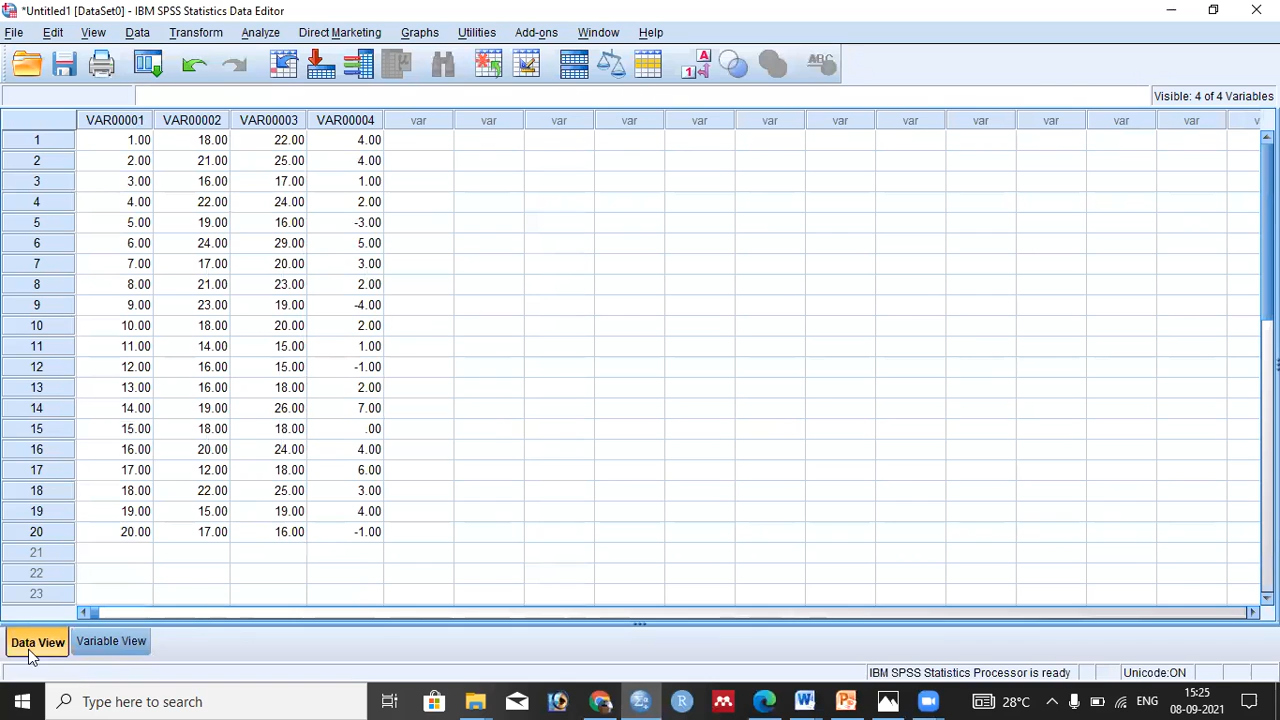 *Untitled1 [DataSet0] - IBM SPSS Statistics Data Editor
File Edit View Data Transform Analyze Direct Marketing Graphs Utilities Add-ons Window Help
A
1
ABC
Visible: 4 of 4 Variables
VAR00001 VAR00002 VAR00003 VAR00004 var var var var var var var var var var var var v
1 1.00 18.00 22.00 4.00
2 2.00 21.00 25.00 4.00
3 3.00 16.00 17.00 1.00
4 4.00 22.00 24.00 2.00
5 5.00 19.00 16.00 -3.00
6 6.00 24.00 29.00 5.00
7 7.00 17.00 20.00 3.00
8 8.00 21.00 23.00 2.00
9 9.00 23.00 19.00 -4.00
10 10.00 18.00 20.00 2.00
11 11.00 14.00 15.00 1.00
12 12.00 16.00 15.00 -1.00
13 13.00 16.00 18.00 2.00
14 14.00 19.00 26.00 7.00
15 15.00 18.00 18.00 .00
16 16.00 20.00 24.00 4.00
17 17.00 12.00 18.00 6.00
18 18.00 22.00 25.00 3.00
19 19.00 15.00 19.00 4.00
20 20.00 17.00 16.00 -1.00
21
22
23
Data View Variable View
IBM SPSS Statistics Processor is ready Unicode:ON
Type here to search R W P 28°C ENG 15:25
08-09-2021